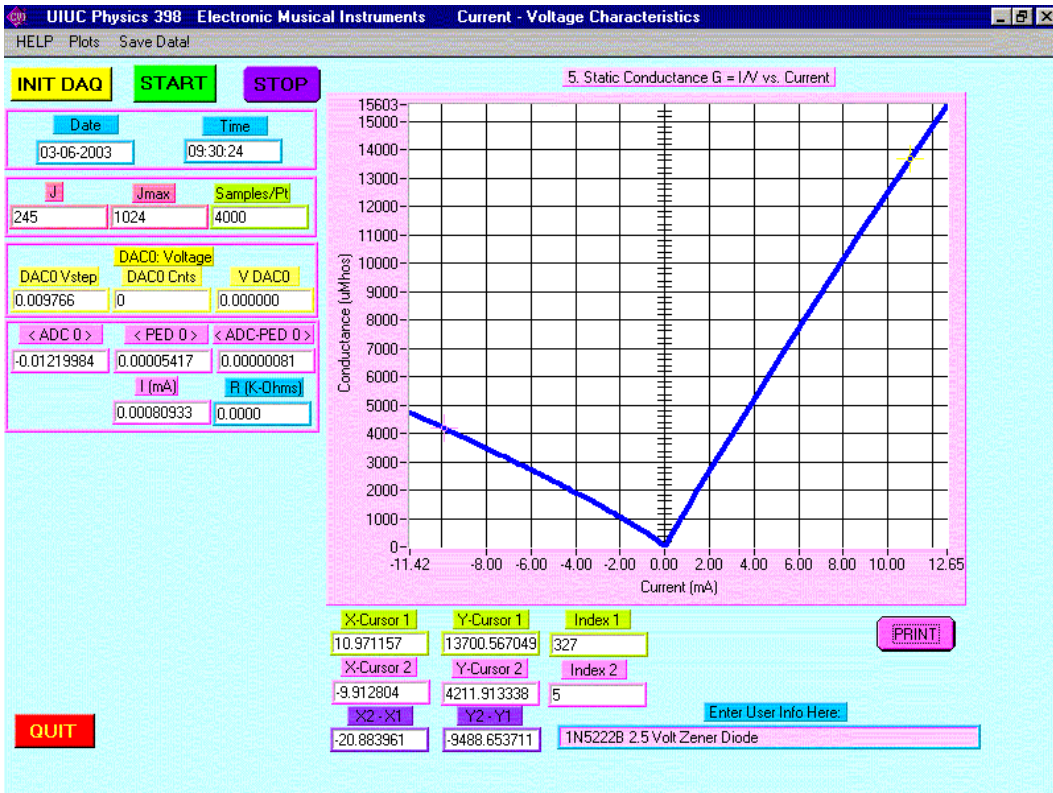 UIUC Physics 398 Electronic Musical Instruments Current - Voltage Characteristics
HELP Plots Save Data!
INIT DAQ START STOP
Date Time
03-06-2003 09:30:24
J Jmax Samples/Pt
245 1024 4000
DAC0: Voltage
DAC0 Vstep DAC0 Cnts V DAC0
0.009766 0 0.000000
< ADC 0 > < PED 0 > < ADC-PED 0 >
-0.01219984 0.00005417 0.00000081
I (mA) R (K-Ohms)
0.00080933 0.0000
QUIT
5. Static Conductance G = I/V vs. Current
Conductance (uMhos)
15603
15000
14000
13000
12000
11000
10000
9000
8000
7000
6000
5000
4000
3000
2000
1000
0
-11.42 -8.00 -6.00 -4.00 -2.00 0.00 2.00 4.00 6.00 8.00 10.00 12.65
Current (mA)
X-Cursor 1 Y-Cursor 1 Index 1
10.971157 13700.567049 327
X-Cursor 2 Y-Cursor 2 Index 2
-9.912804 4211.913338 5
X2 - X1 Y2 - Y1
-20.883961 -9488.653711
PRINT
Enter User Info Here:
1N5222B 2.5 Volt Zener Diode